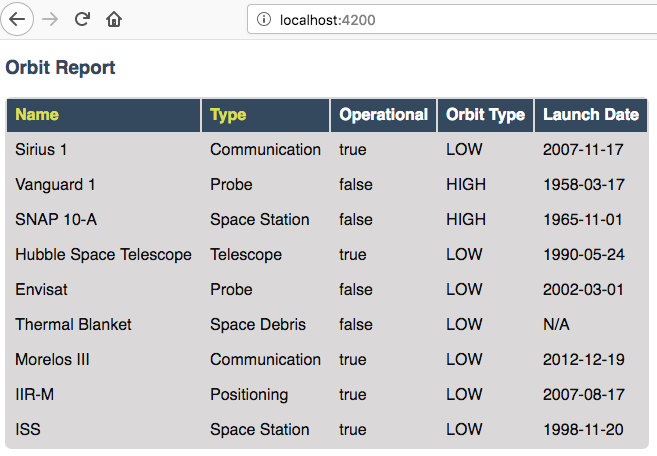 localhost:4200
Orbit Report
Name Type Operational Orbit Type Launch Date
Sirius 1 Communication true LOW 2007-11-17
Vanguard 1 Probe false HIGH 1958-03-17
SNAP 10-A Space Station false HIGH 1965-11-01
Hubble Space Telescope Telescope true LOW 1990-05-24
Envisat Probe false LOW 2002-03-01
Thermal Blanket Space Debris false LOW N/A
Morelos III Communication true LOW 2012-12-19
IIR-M Positioning true LOW 2007-08-17
ISS Space Station true LOW 1998-11-20